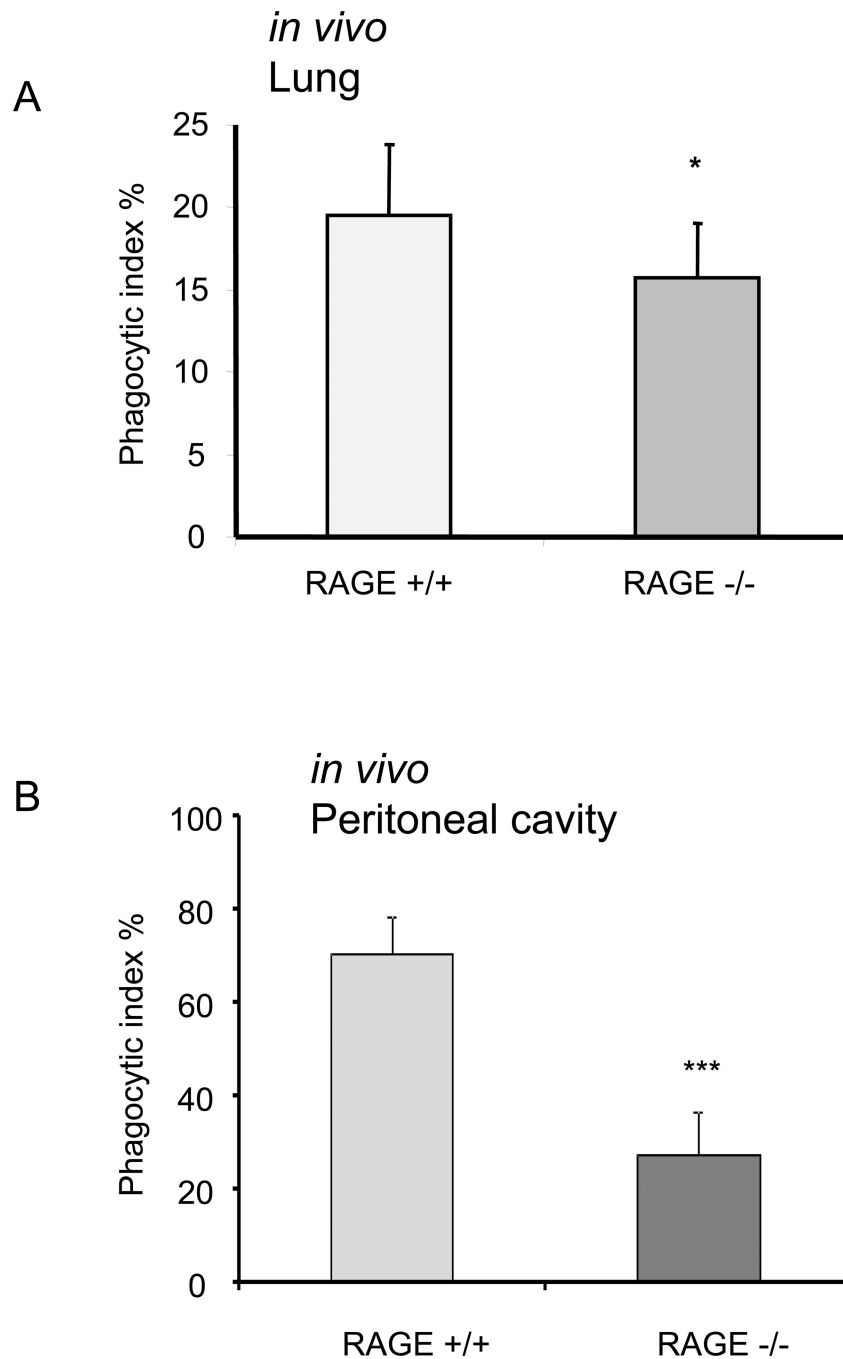 in vivo
Lung
A
25
20
15
10
5
0
Phagocytic index %
*
RAGE +/+ RAGE -/-
in vivo
Peritoneal cavity
B
100
80
60
40
20
0
Phagocytic index %
***
RAGE +/+ RAGE -/-